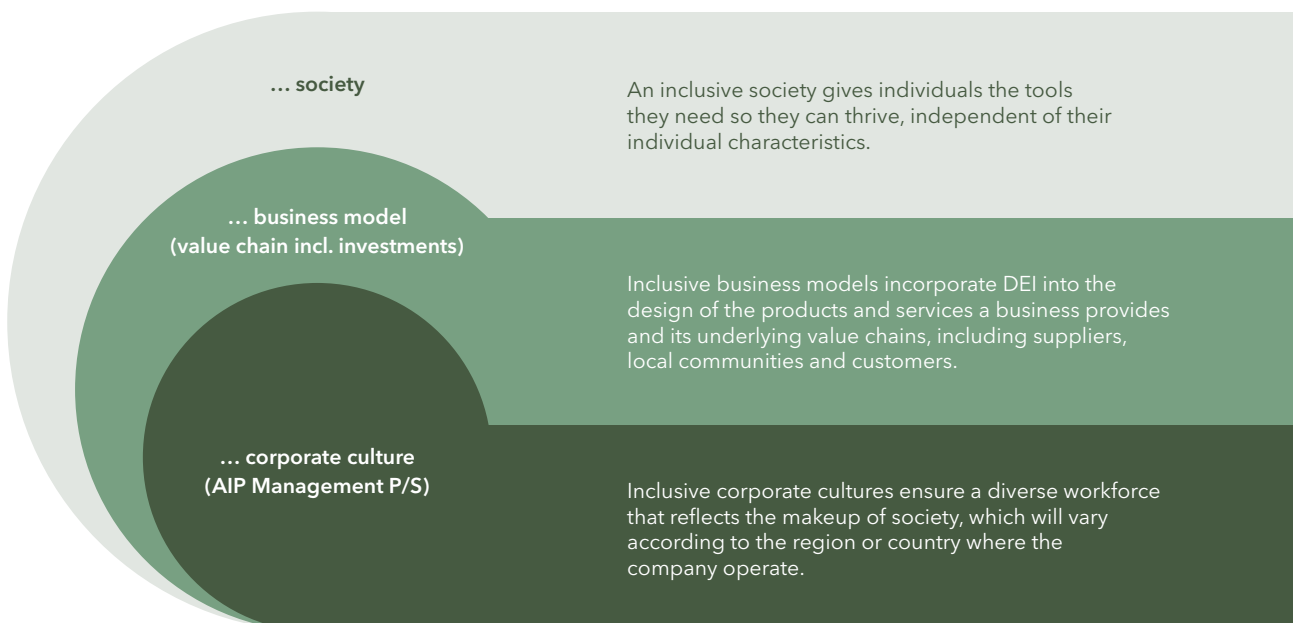 … society
An inclusive society gives individuals the tools
they need so they can thrive, independent of their
individual characteristics.
… business model
(value chain incl. investments)
Inclusive business models incorporate DEI into the
design of the products and services a business provides
and its underlying value chains, including suppliers,
local communities and customers.
… corporate culture
(AIP Management P/S)
Inclusive corporate cultures ensure a diverse workforce
that reflects the makeup of society, which will vary
according to the region or country where the
company operate.